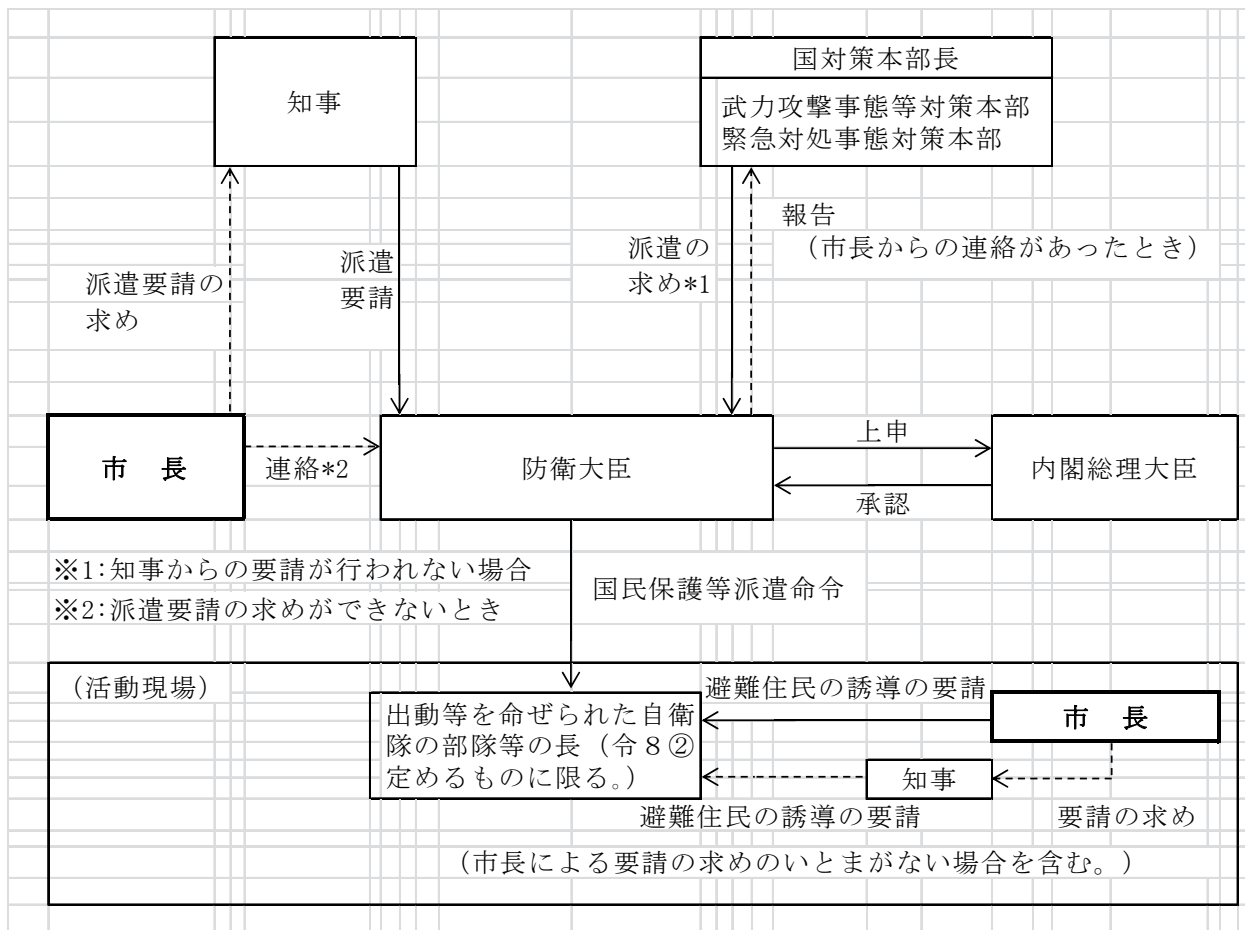 知事
国対策本部長
武力攻撃事態等対策本部
緊急対処事態対策本部
派遣要請の
求め
派遣
要請
派遣の
求め*1
報告
（市長からの連絡があったとき）
市　長
連絡*2
防衛大臣
上申
承認
内閣総理大臣
※1:知事からの要請が行われない場合
※2:派遣要請の求めができないとき
国民保護等派遣命令
（活動現場）
出動等を命ぜられた自衛
隊の部隊等の長（令８②
定めるものに限る。）
避難住民の誘導の要請
市　長
知事
避難住民の誘導の要請
要請の求め
（市長による要請の求めのいとまがない場合を含む。）